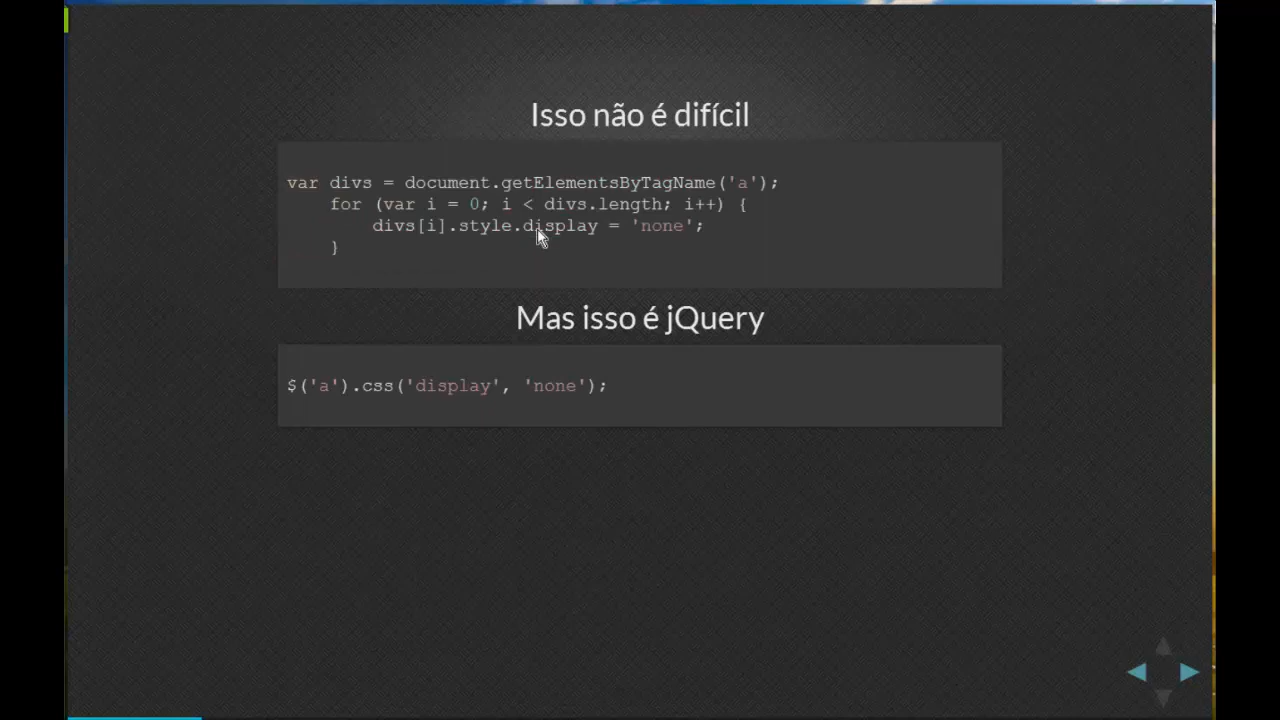 Isso não é difícil
var divs = document.getElementsByTagName('a');
for (var i = 0; i < divs.length; i++) {
divs[i].style.display = 'none';
}
Mas isso é jQuery
$('a').css('display', 'none');